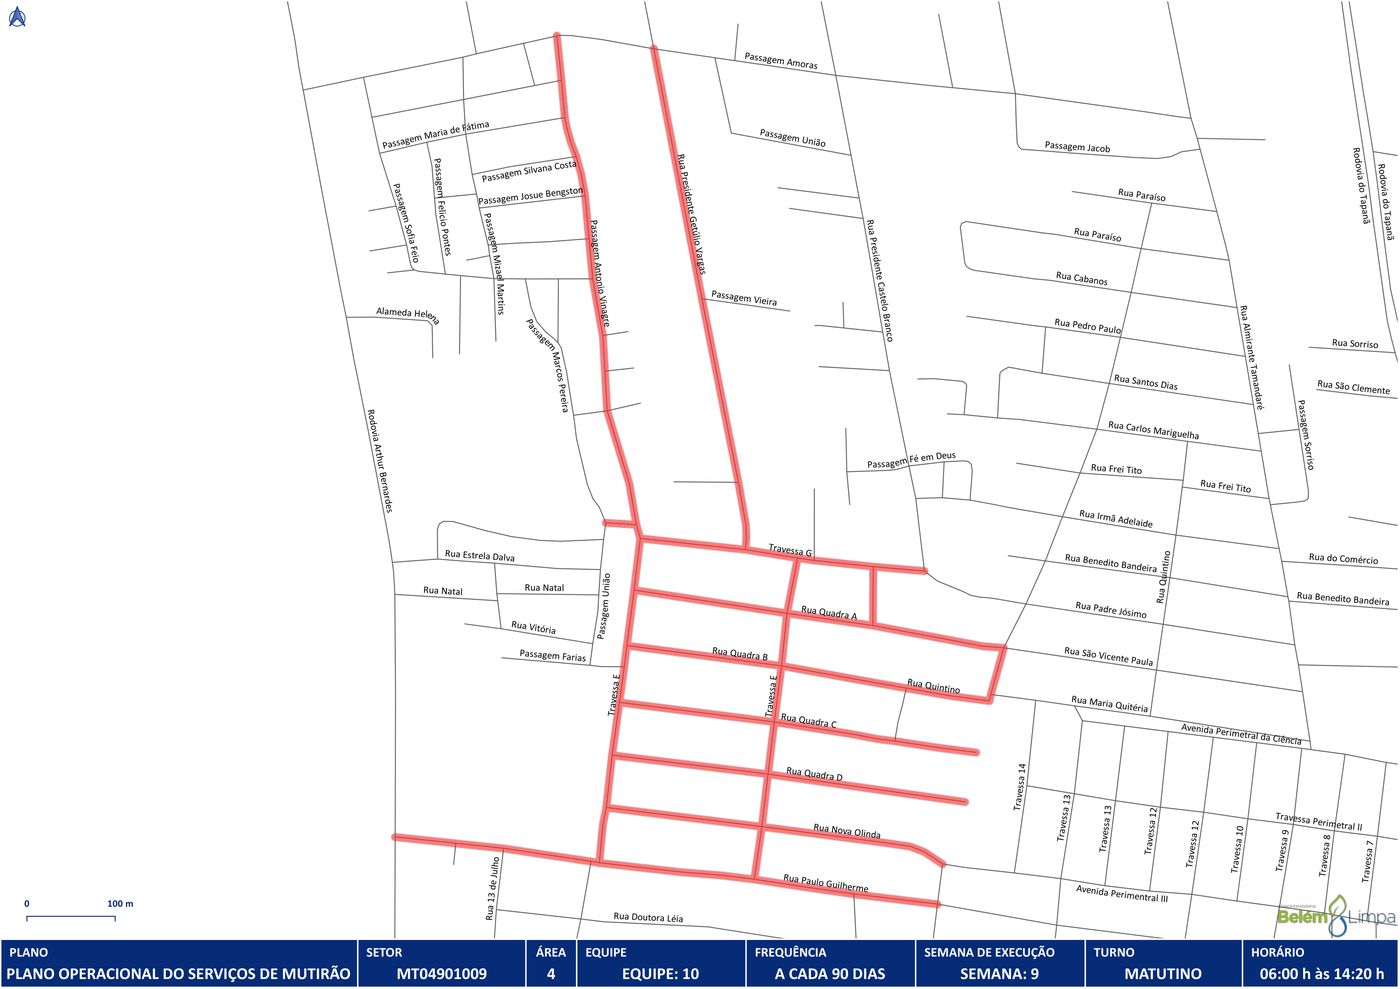 Passagem Amoras
Passagem Maria de Fátima
Passagem União
Passagem Jacob
Rodovia do Tapanã
Rodovia do Tapanã
Passagem Silvana Costa
Passagem Felício Pontes
Passagem Josue Bengston
Passagem Sofia Feio
Passagem Mizael Martins
Passagem Antonio Vinagre
Rua Presidente Getúlio Vargas
Rua Presidente Castelo Branco
Rua Paraíso
Rua Paraíso
Rua Cabanos
Passagem Vieira
Alameda Helena
Passagem Marcos Pereira
Rua Pedro Paulo
Rua Almirante Tamandaré
Rua Sorriso
Rua Santos Dias
Rua São Clemente
Rodovia Arthur Bernardes
Passagem Sorriso
Rua Carlos Mariguelha
Passagem Fé em Deus
Rua Frei Tito
Rua Frei Tito
Rua Irmã Adelaide
Travessa G
Rua Estrela Dalva
Rua Benedito Bandeira
Rua do Comércio
Rua Quintino
Rua Natal
Rua Natal
Passagem União
Rua Benedito Bandeira
Rua Quadra A
Rua Padre Jósimo
Rua Vitória
Passagem Farias
Rua Quadra B
Rua São Vicente Paula
Travessa E
Travessa E
Rua Quintino
Rua Maria Quitéria
Rua Quadra C
Avenida Perimetral da Ciência
Rua Quadra D
Travessa 14
Travessa 13
Travessa 13
Travessa 12
Travessa 12
Travessa 10
Travessa 9
Travessa 8
Travessa 7
Travessa Perimetral II
Rua Nova Olinda
Rua 13 de Julho
Rua Paulo Guilherme
Avenida Perimentral III
Rua Doutora Léia
0 100 m
Belém Limpa
PLANO
PLANO OPERACIONAL DO SERVIÇOS DE MUTIRÃO
SETOR
MT04901009
ÁREA
4
EQUIPE
EQUIPE: 10
FREQUÊNCIA
A CADA 90 DIAS
SEMANA DE EXECUÇÃO
SEMANA: 9
TURNO
MATUTINO
HORÁRIO
06:00 h às 14:20 h